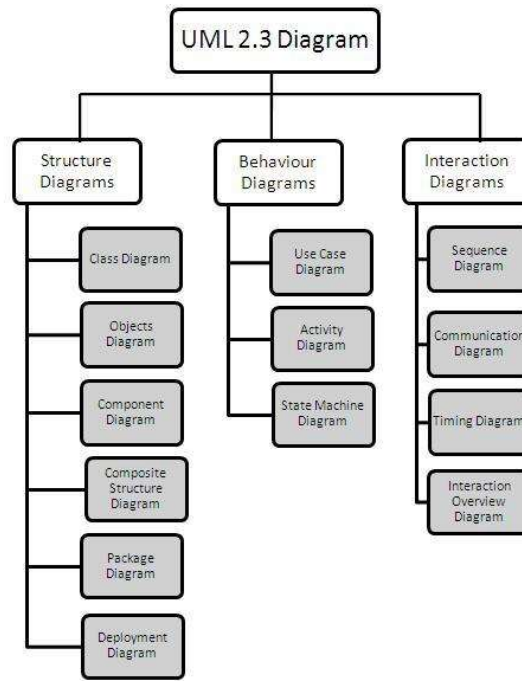 UML 2.3 Diagram
Structure
Diagrams
Class Diagram
Objects
Diagram
Component
Diagram
Composite
Structure
Diagram
Package
Diagram
Deployment
Diagram
Behaviour
Diagrams
Use Case
Diagram
Activity
Diagram
State Machine
Diagram
Interaction
Diagrams
Sequence
Diagram
Communication
Diagram
Timing Diagram
Interaction
Overview
Diagram